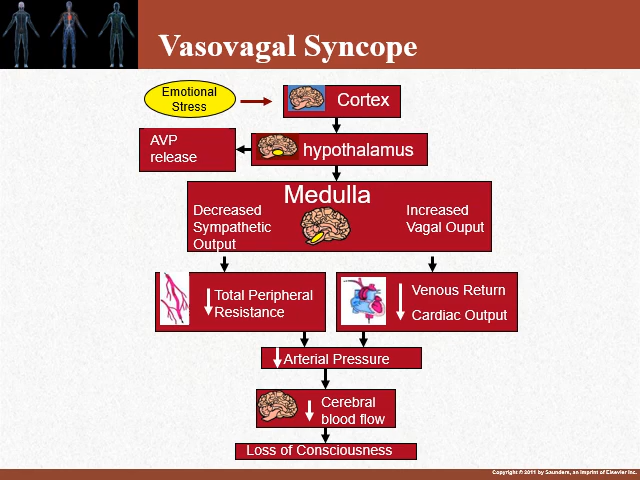 Vasovagal Syncope
Emotional
Stress
Cortex
AVP
release
hypothalamus
Medulla
Decreased
Sympathetic
Output
Increased
Vagal Ouput
Total Peripheral
Resistance
Venous Return
Cardiac Output
Arterial Pressure
Cerebral
blood flow
Loss of Consciousness
Copyright © 2011 by Saunders, an imprint of Elsevier Inc.